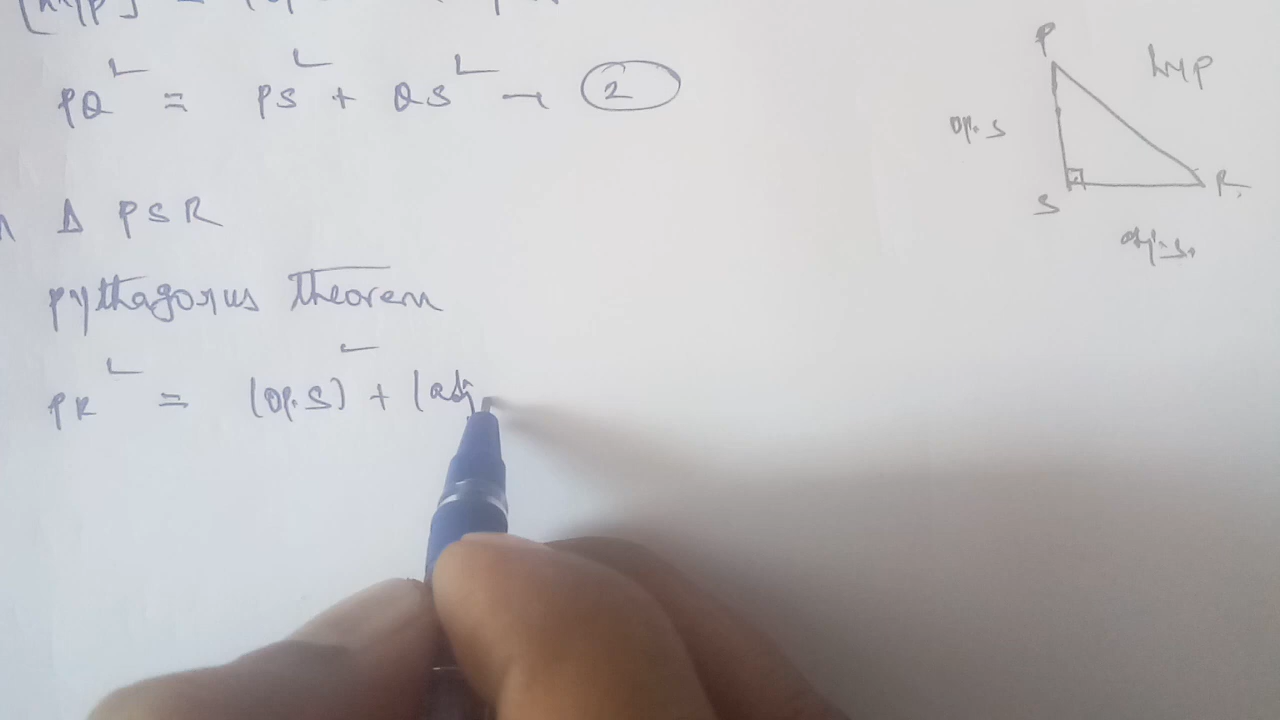 PQ² = PS² + QS² → 2
Δ PSR
pythagorus Theorem
PR² = (op.s)² + (adj
P
hyp
op. s
S
R
adj. s.